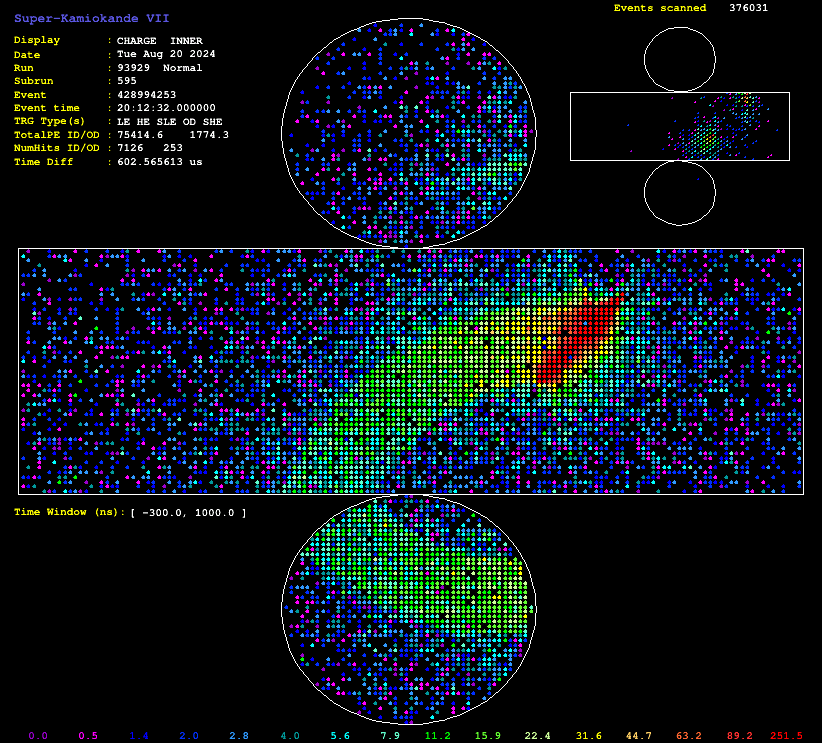 Super-Kamiokande VII
Events scanned 376031
Display : CHARGE INNER
Date : Tue Aug 20 2024
Run : 93929 Normal
Subrun : 595
Event : 428994253
Event time : 20:12:32.000000
TRG Type(s) : LE HE SLE OD SHE
TotalPE ID/OD : 75414.6 1774.3
NumHits ID/OD : 7126 253
Time Diff : 602.565613 us
Time Window (ns): [ -300.0, 1000.0 ]
0.0 0.5 1.4 2.0 2.8 4.0 5.6 7.9 11.2 15.9 22.4 31.6 44.7 63.2 89.2 251.5